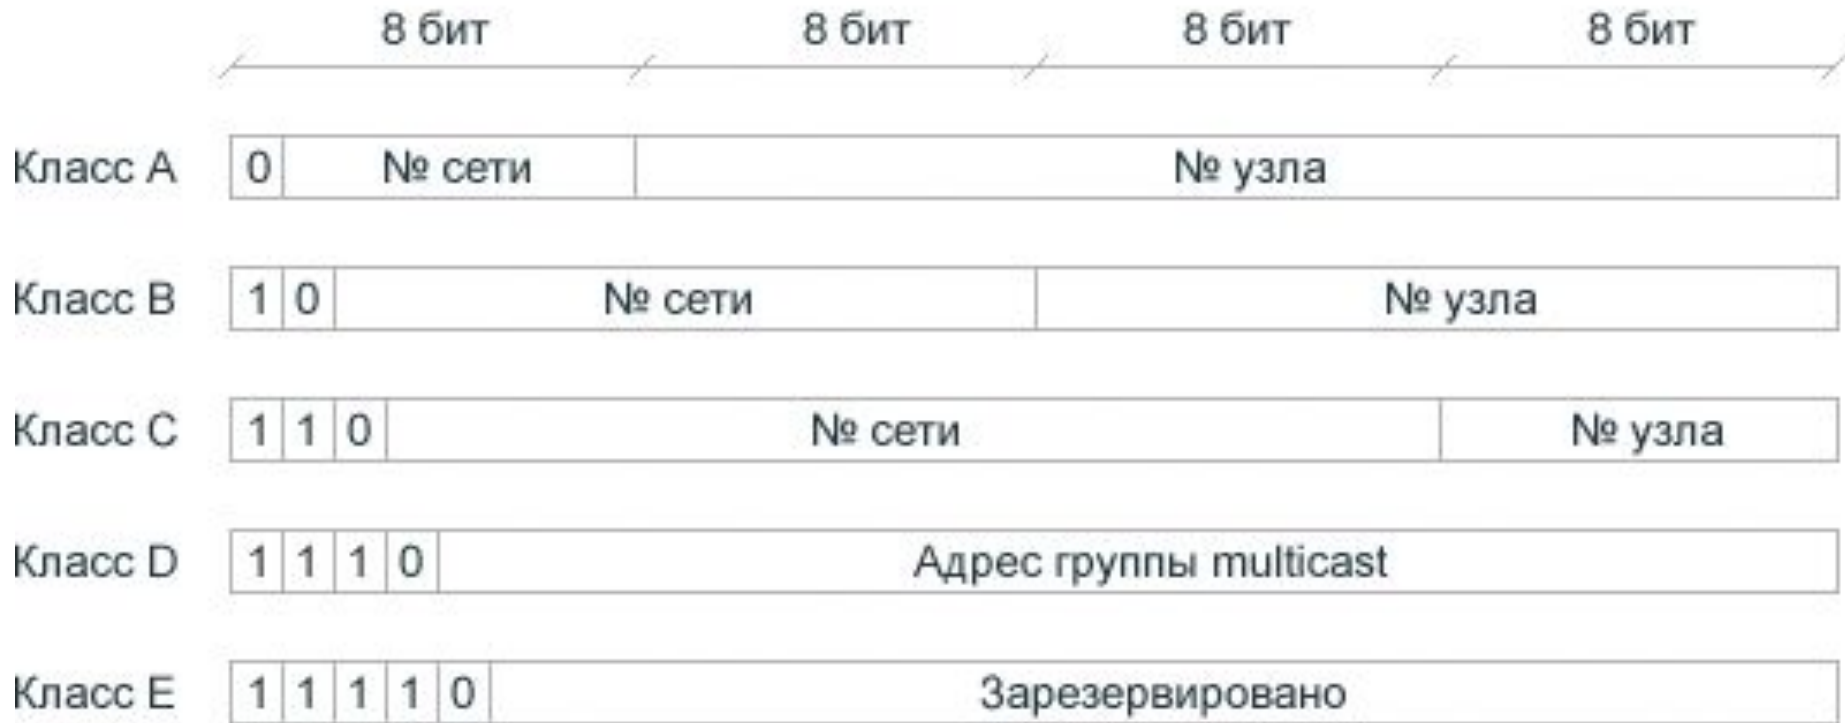 8 бит 8 бит 8 бит 8 бит
Класс A 0 № сети № узла
Класс B 1 0 № сети № узла
Класс C 1 1 0 № сети № узла
Класс D 1 1 1 0 Адрес группы multicast
Класс E 1 1 1 1 0 Зарезервировано